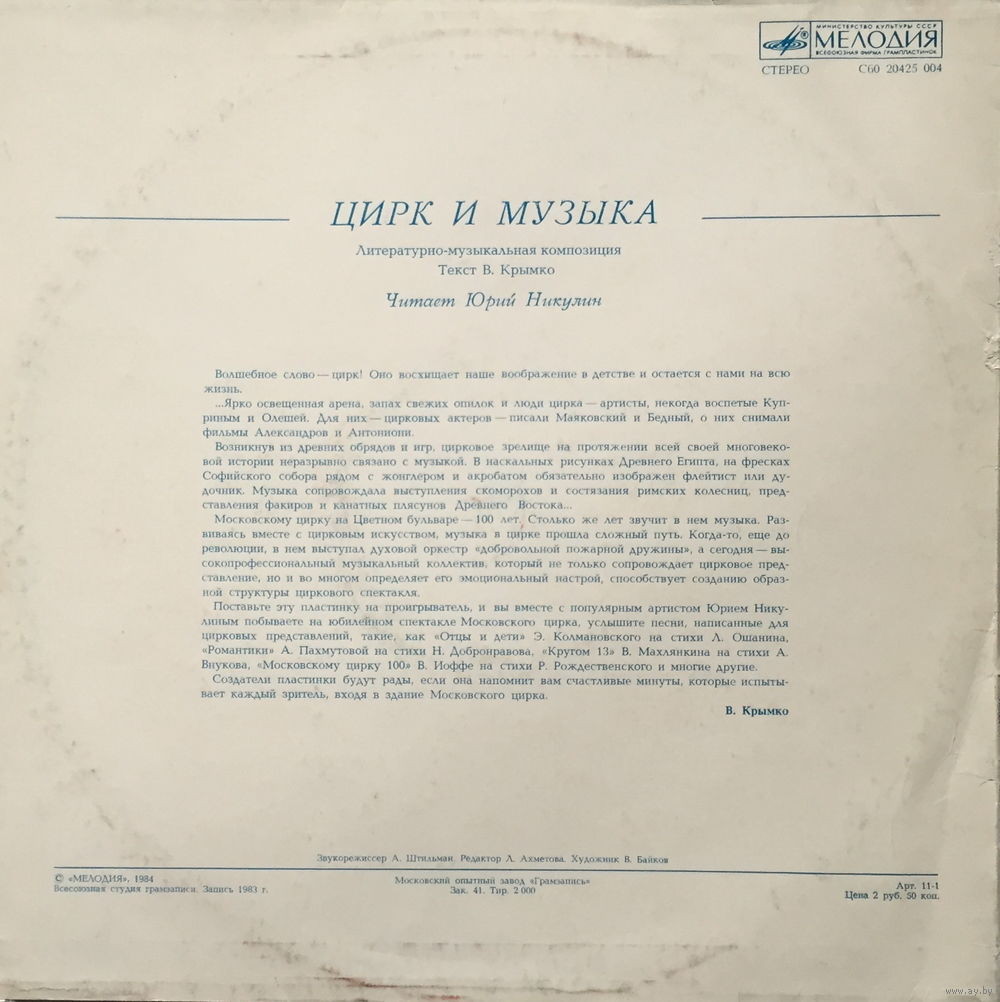 МИНИСТЕРСТВО КУЛЬТУРЫ СССР
МЕЛОДИЯ
ВСЕСОЮЗНАЯ ФИРМА ГРАМПЛАСТИНОК
СТЕРЕО С60 20425 004
ЦИРК И МУЗЫКА
Литературно-музыкальная композиция
Текст В. Крымко
Читает Юрий Никулин
Волшебное слово — цирк! Оно восхищает наше воображение в детстве и остается с нами на всю
жизнь.
...Ярко освещенная арена, запах свежих опилок и люди цирка — артисты, некогда воспетые Куп-
риным и Олешей. Для них — цирковых актеров — писали Маяковский и Бедный, о них снимали
фильмы Александров и Антониони.
Возникнув из древних обрядов и игр, цирковое зрелище на протяжении всей своей многовеко-
вой истории неразрывно связано с музыкой. В наскальных рисунках Древнего Египта, на фресках
Софийского собора рядом с жонглером и акробатом обязательно изображен флейтист или ду-
дочник. Музыка сопровождала выступления скоморохов и состязания римских колесниц, пред-
ставления факиров и канатных плясунов Древнего Востока...
Московскому цирку на Цветном бульваре — 100 лет. Столько же лет звучит в нем музыка. Раз-
виваясь вместе с цирковым искусством, музыка в цирке прошла сложный путь. Когда-то, еще до
революции, в нем выступал духовой оркестр «добровольной пожарной дружины», а сегодня — вы-
сокопрофессиональный музыкальный коллектив, который не только сопровождает цирковое пред-
ставление, но и во многом определяет его эмоциональный настрой, способствует созданию образ-
ной структуры циркового спектакля.
Поставьте эту пластинку на проигрыватель, и вы вместе с популярным артистом Юрием Нику-
линым побываете на юбилейном спектакле Московского цирка, услышите песни, написанные для
цирковых представлений, такие, как «Отцы и дети» Э. Колмановского на стихи Л. Ошанина,
«Романтики» А. Пахмутовой на стихи Н. Добронравова, «Кругом 13» В. Махлянкина на стихи А.
Внукова, «Московскому цирку 100» В. Иоффе на стихи Р. Рождественского и многие другие.
Создатели пластинки будут рады, если она напомнит вам счастливые минуты, которые испыты-
вает каждый зритель, входя в здание Московского цирка.
В. Крымко
Звукорежиссер А. Штильман. Редактор Л. Ахметова. Художник В. Байков
© «МЕЛОДИЯ», 1984
Всесоюзная студия грамзаписи. Запись 1983 г.
Московский опытный завод «Грамзапись»
Зак. 41. Тир. 2 000
Арт. 11-1
Цена 2 руб. 50 коп.
www.ay.by